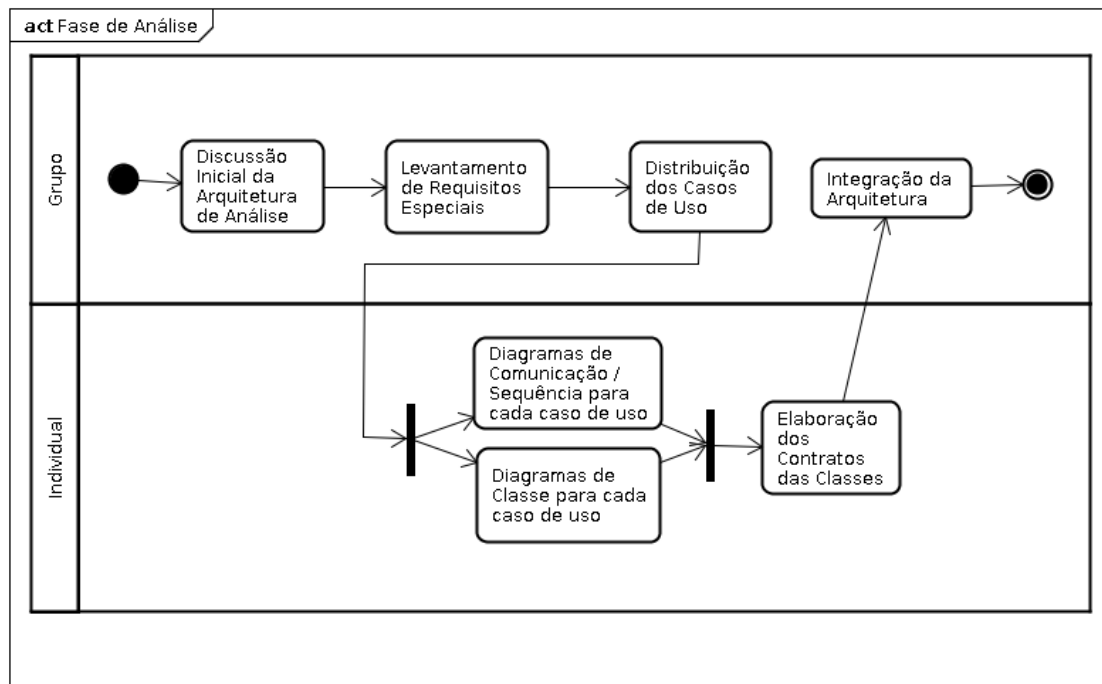 act Fase de Análise
Grupo
Discussão
Inicial da
Arquitetura
de Análise
Levantamento
de Requisitos
Especiais
Distribuição
dos Casos
de Uso
Integração da
Arquitetura
Individual
Diagramas de
Comunicação /
Sequência para
cada caso de uso
Diagramas de
Classe para cada
caso de uso
Elaboração
dos
Contratos
das Classes